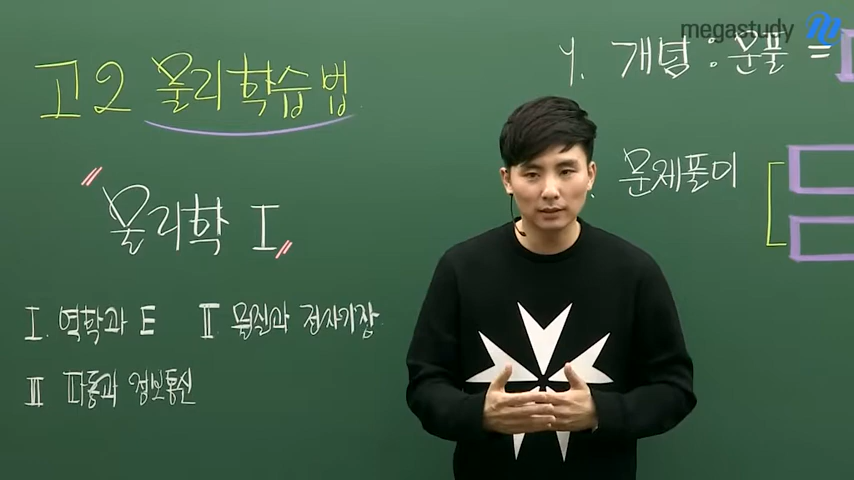 megastudy
고2 물리학습법
개념 : 문풀 =
문제풀이
물리학 I
I. 역학과 E
II 물질과 전자기장
III 파동과 정보통신